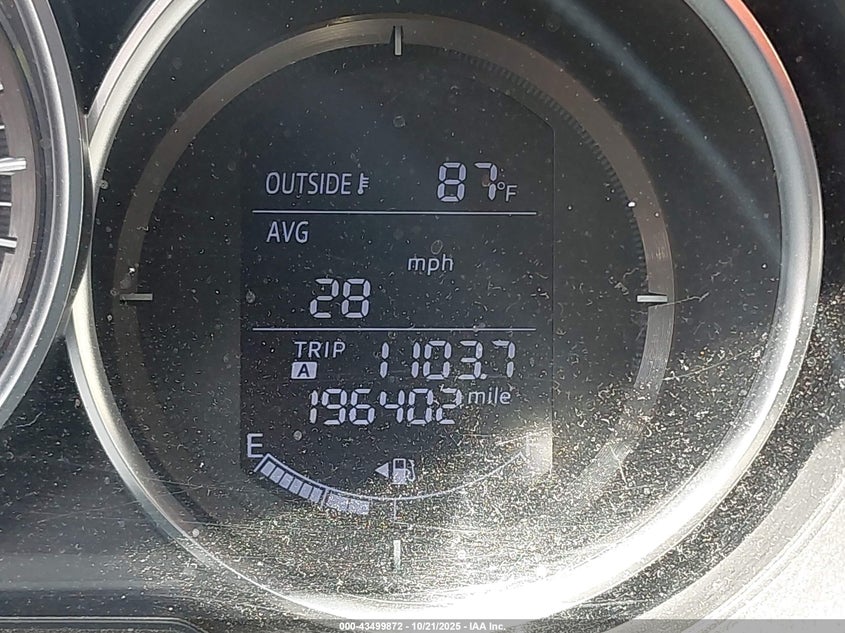 OUTSIDE 87°F
AVG
mph
28
TRIP A 1103.7
196402 mile
E F
000-43499872 - 10/21/2025 - IAA Inc.